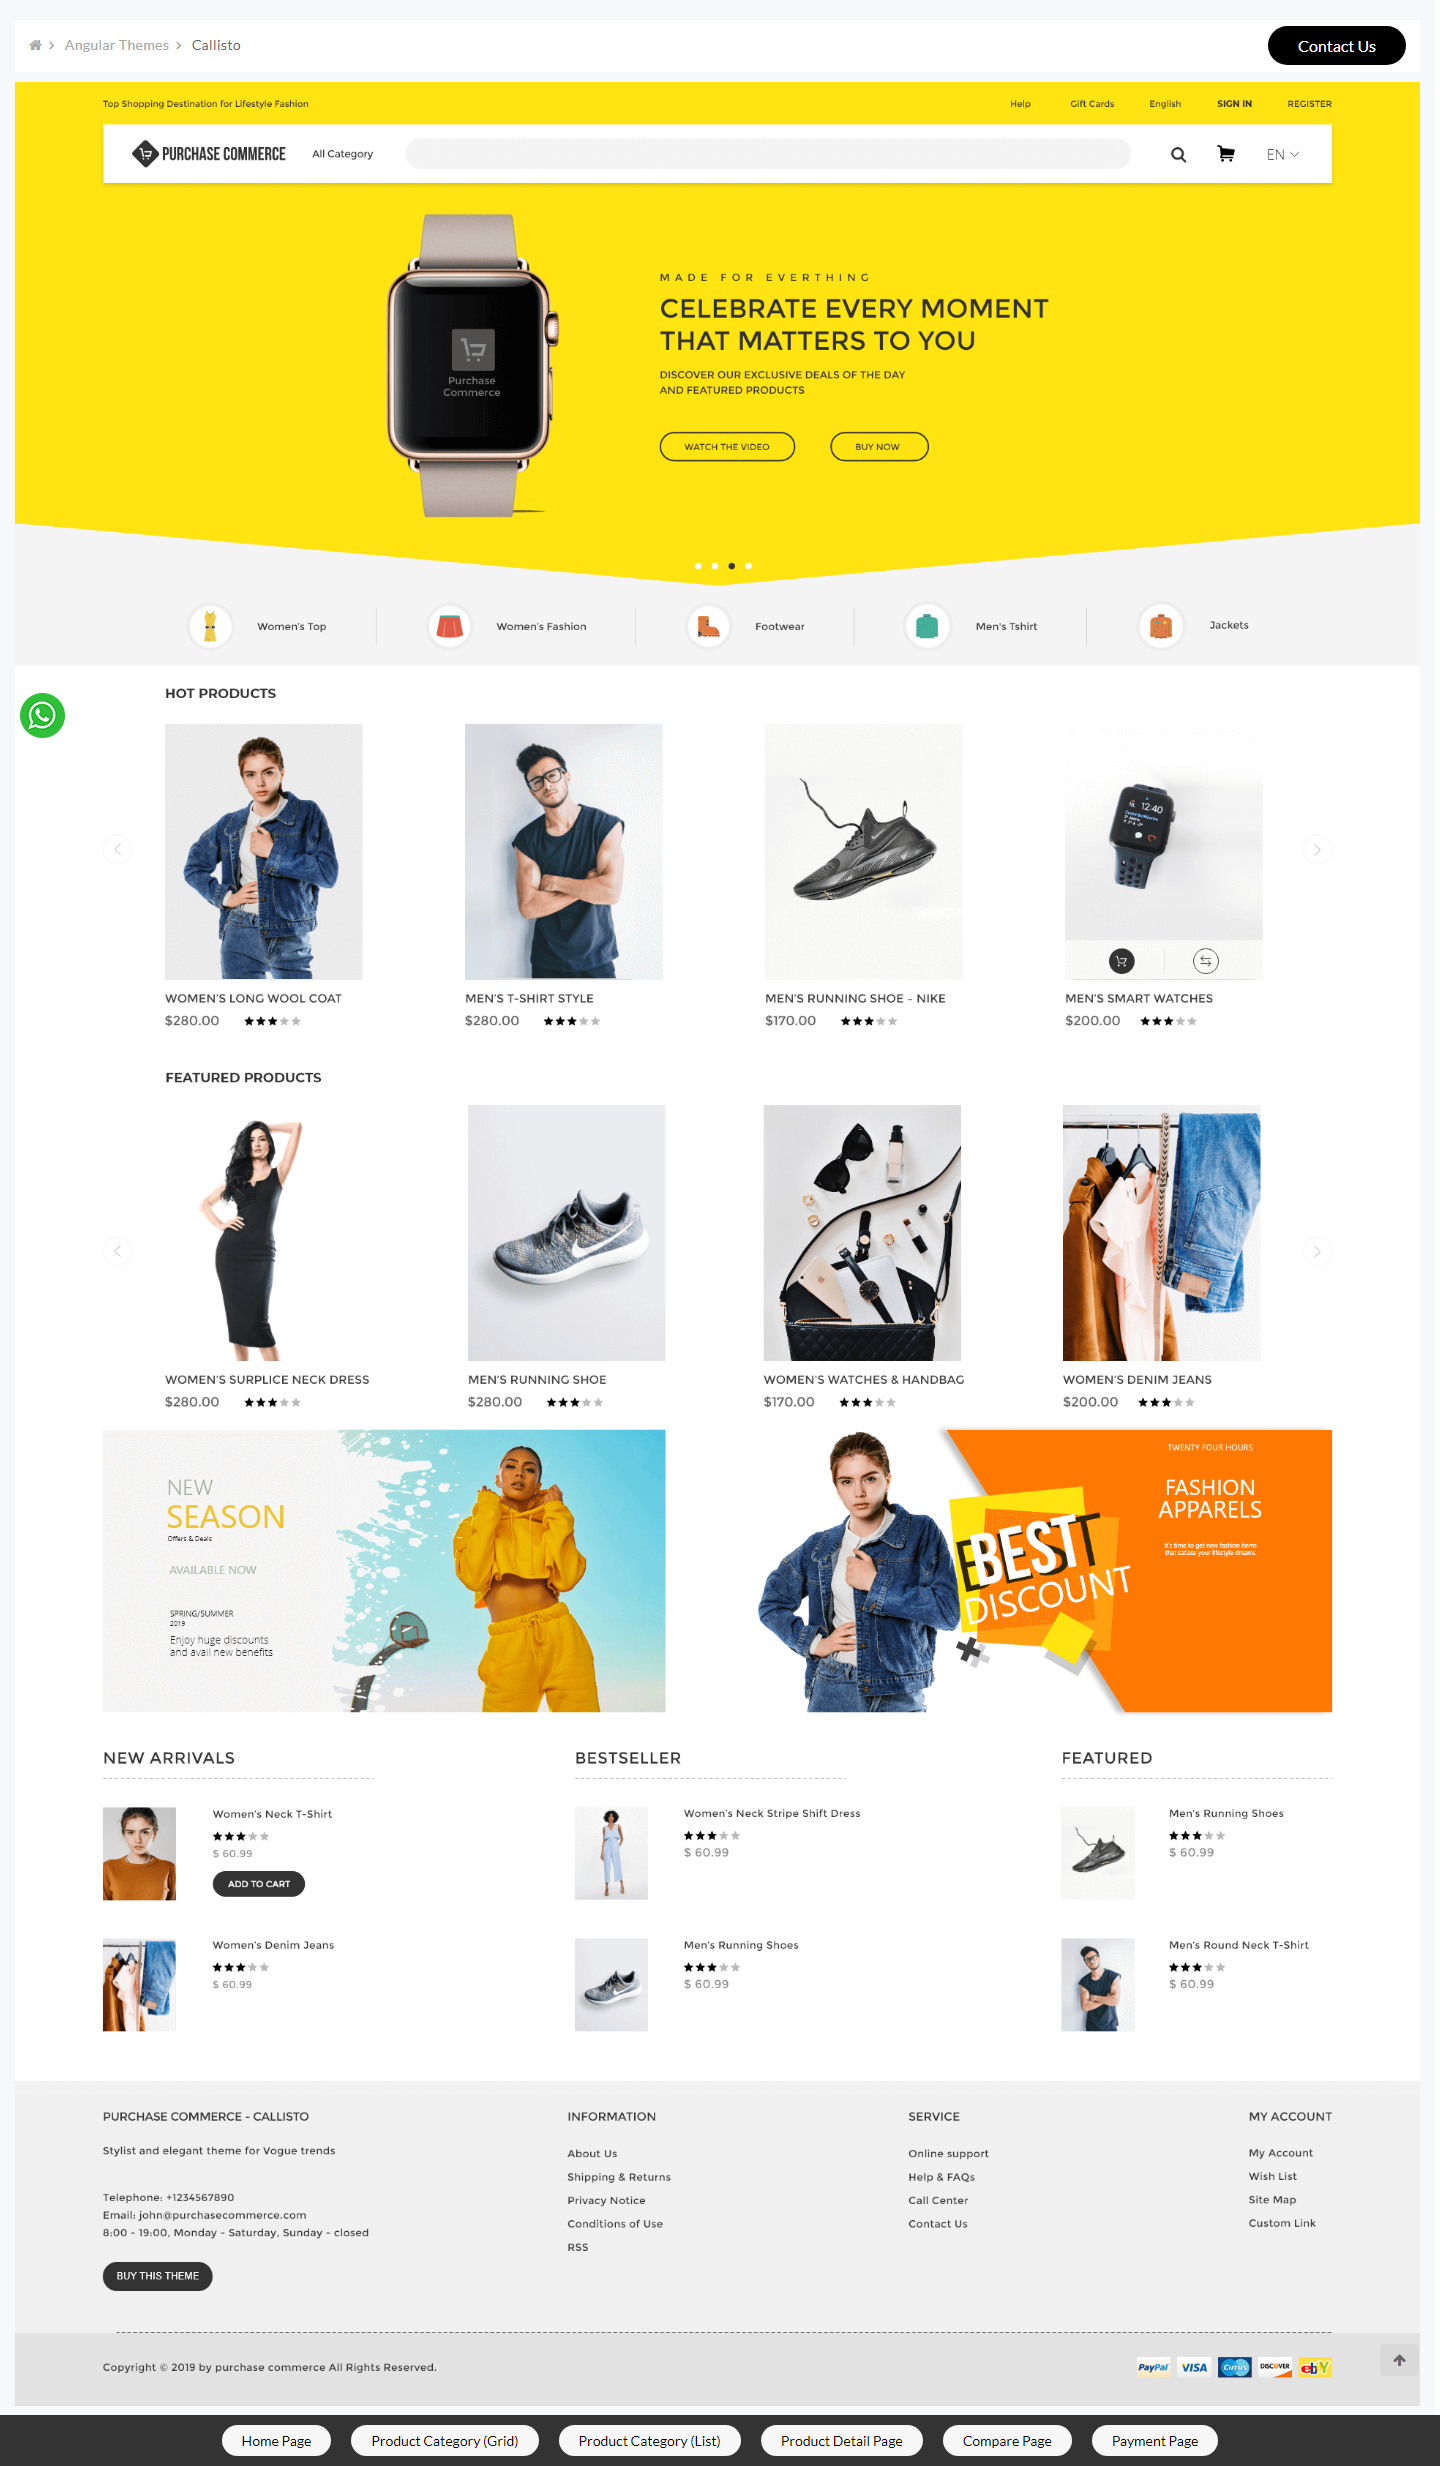 Angular Themes
Callisto
Contact Us
Top Shopping Destination for Lifestyle Fashion
Help
Gift Cards
English
SIGN IN
REGISTER
PURCHASE COMMERCE
All Category
EN
Purchase
Commerce
MADE FOR EVERTHING
CELEBRATE EVERY MOMENT
THAT MATTERS TO YOU
DISCOVER OUR EXCLUSIVE DEALS OF THE DAY
AND FEATURED PRODUCTS
WATCH THE VIDEO
BUY NOW
Women's Top
Women's Fashion
Footwear
Men's Tshirt
Jackets
HOT PRODUCTS
12:40
WOMEN'S LONG WOOL COAT
$280.00
MEN'S T-SHIRT STYLE
$280.00
MEN'S RUNNING SHOE – NIKE
$170.00
MEN'S SMART WATCHES
$200.00
FEATURED PRODUCTS
WOMEN'S SURPLICE NECK DRESS
$280.00
MEN'S RUNNING SHOE
$280.00
WOMEN'S WATCHES & HANDBAG
$170.00
WOMEN'S DENIM JEANS
$200.00
NEW
SEASON
Offers & Deals
AVAILABLE NOW
SPRING/SUMMER
2019
Enjoy huge discounts
and avail new benefits
BEST
DISCOUNT
TWENTY FOUR HOURS
FASHION
APPARELS
It's time to get new fashion items
that satiate your lifestyle dreams
NEW ARRIVALS
Women's Neck T-Shirt
$ 60.99
ADD TO CART
Women's Denim Jeans
$ 60.99
BESTSELLER
Women's Neck Stripe Shift Dress
$ 60.99
Men's Running Shoes
$ 60.99
FEATURED
Men's Running Shoes
$ 60.99
Men's Round Neck T-Shirt
$ 60.99
PURCHASE COMMERCE - CALLISTO
Stylist and elegant theme for Vogue trends
Telephone: +1234567890
Email: john@purchasecommerce.com
8:00 - 19:00, Monday - Saturday, Sunday - closed
BUY THIS THEME
INFORMATION
About Us
Shipping & Returns
Privacy Notice
Conditions of Use
RSS
SERVICE
Online support
Help & FAQs
Call Center
Contact Us
MY ACCOUNT
My Account
Wish List
Site Map
Custom Link
Copyright © 2019 by purchase commerce All Rights Reserved.
PayPal
VISA
Cirrus
DISCOVER
ebY
Home Page
Product Category (Grid)
Product Category (List)
Product Detail Page
Compare Page
Payment Page